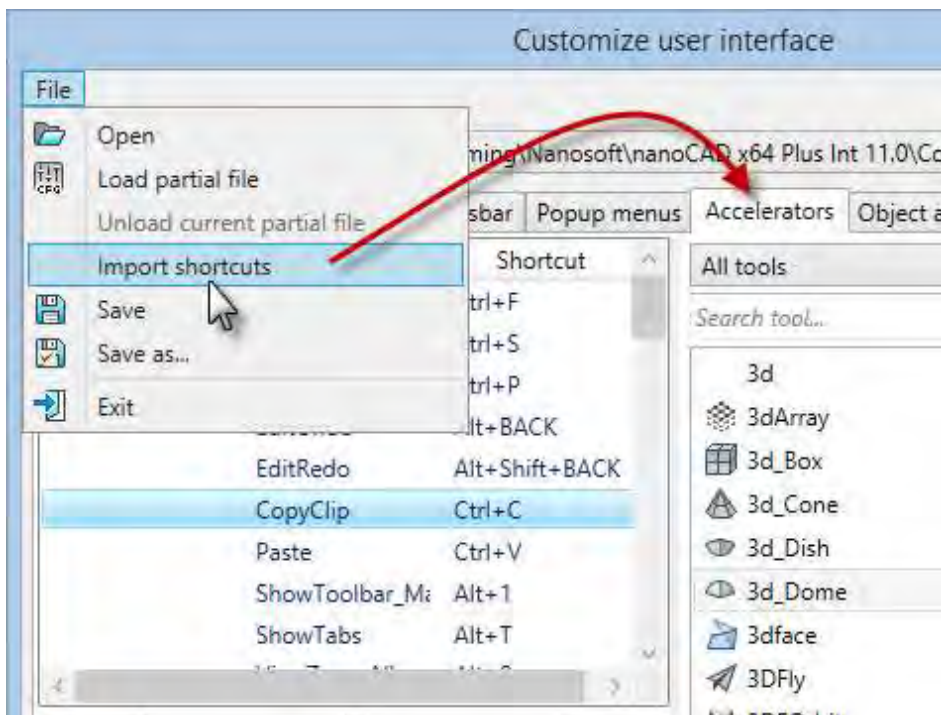 Customize user interface
File
Open
Load partial file
Unload current partial file
Import shortcuts
Save
Save as...
Exit
ming\Nanosoft\nanoCAD x64 Plus Int 11.0\Co
sbar Popup menus Accelerators Object a
Shortcut
trl+F
trl+S
trl+P
lt+BACK
EditRedo Alt+Shift+BACK
CopyClip Ctrl+C
Paste Ctrl+V
ShowToolbar_Ma Alt+1
ShowTabs Alt+T
All tools
Search tool...
3d
3dArray
3d_Box
3d_Cone
3d_Dish
3d_Dome
3dface
3DFly